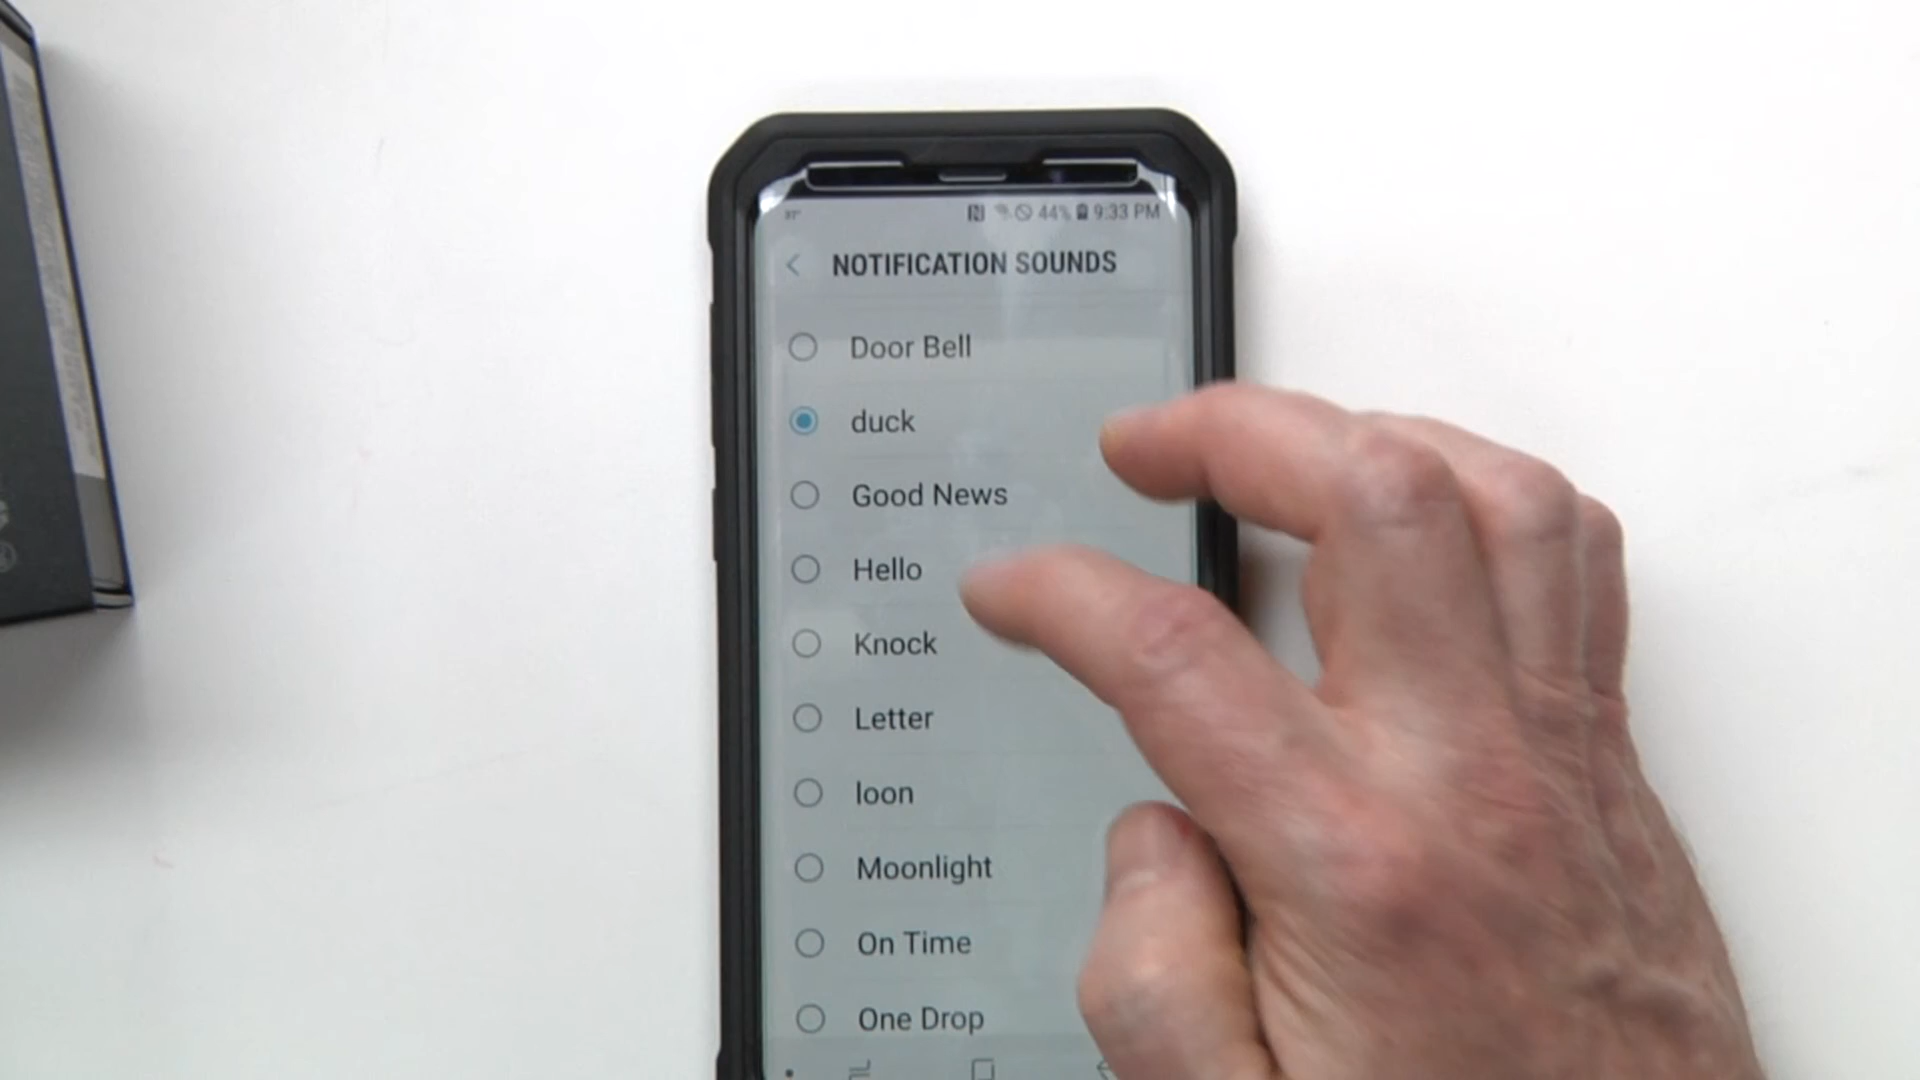 37° 44% 9:33 PM
NOTIFICATION SOUNDS
Door Bell
duck
Good News
Hello
Knock
Letter
loon
Moonlight
On Time
One Drop